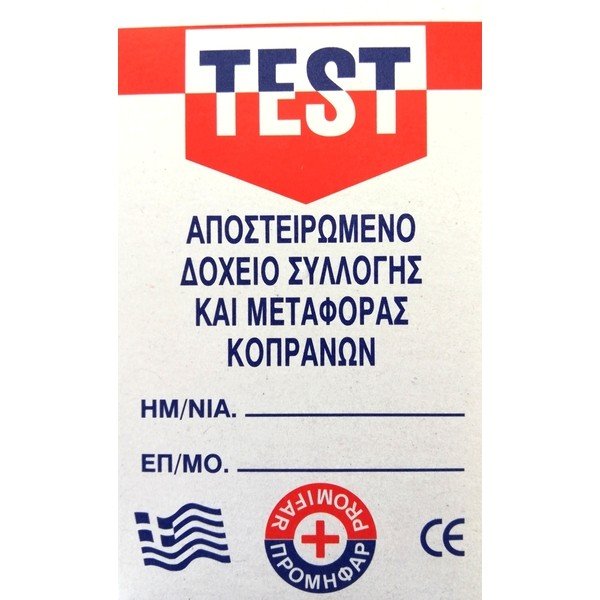 TEST
ΑΠΟΣΤΕΙΡΩΜΕΝΟ
ΔΟΧΕΙΟ ΣΥΛΛΟΓΗΣ
ΚΑΙ ΜΕΤΑΦΟΡΑΣ
ΚΟΠΡΑΝΩΝ
ΗΜ/ΝΙΑ.
ΕΠ/ΜΟ.
PROMIFAR
ΠΡΟΜΗΦΑΡ
CE